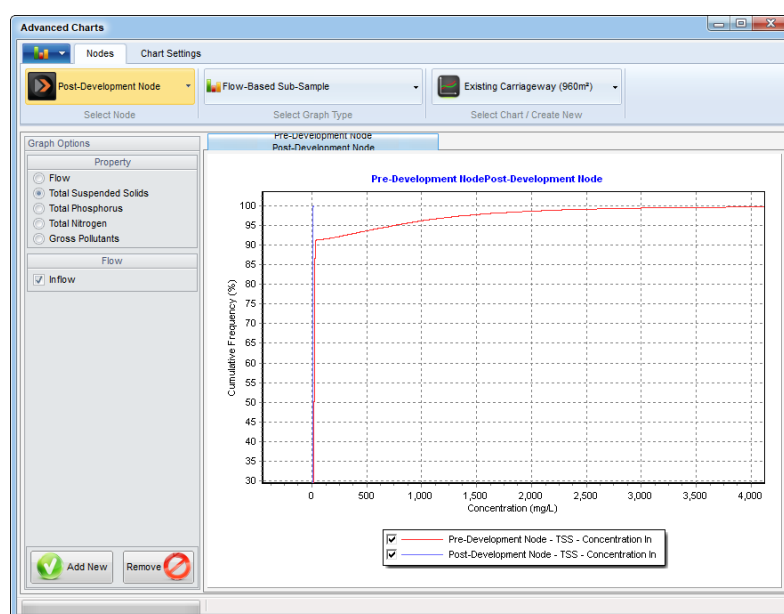 Advanced Charts
Nodes Chart Settings
Post-Development Node Flow-Based Sub-Sample Existing Carriageway (960m²)
Select Node Select Graph Type Select Chart / Create New
Graph Options
Property
Flow
Total Suspended Solids
Total Phosphorus
Total Nitrogen
Gross Pollutants
Flow
Inflow
Add New Remove
Pre-Development Node
Post-Development Node
Pre-Development NodePost-Development Node
Cumulative Frequency (%)
100
95
90
85
80
75
70
65
60
55
50
45
40
35
30
0 500 1,000 1,500 2,000 2,500 3,000 3,500 4,000
Concentration (mg/L)
Pre-Development Node - TSS - Concentration In
Post-Development Node - TSS - Concentration In